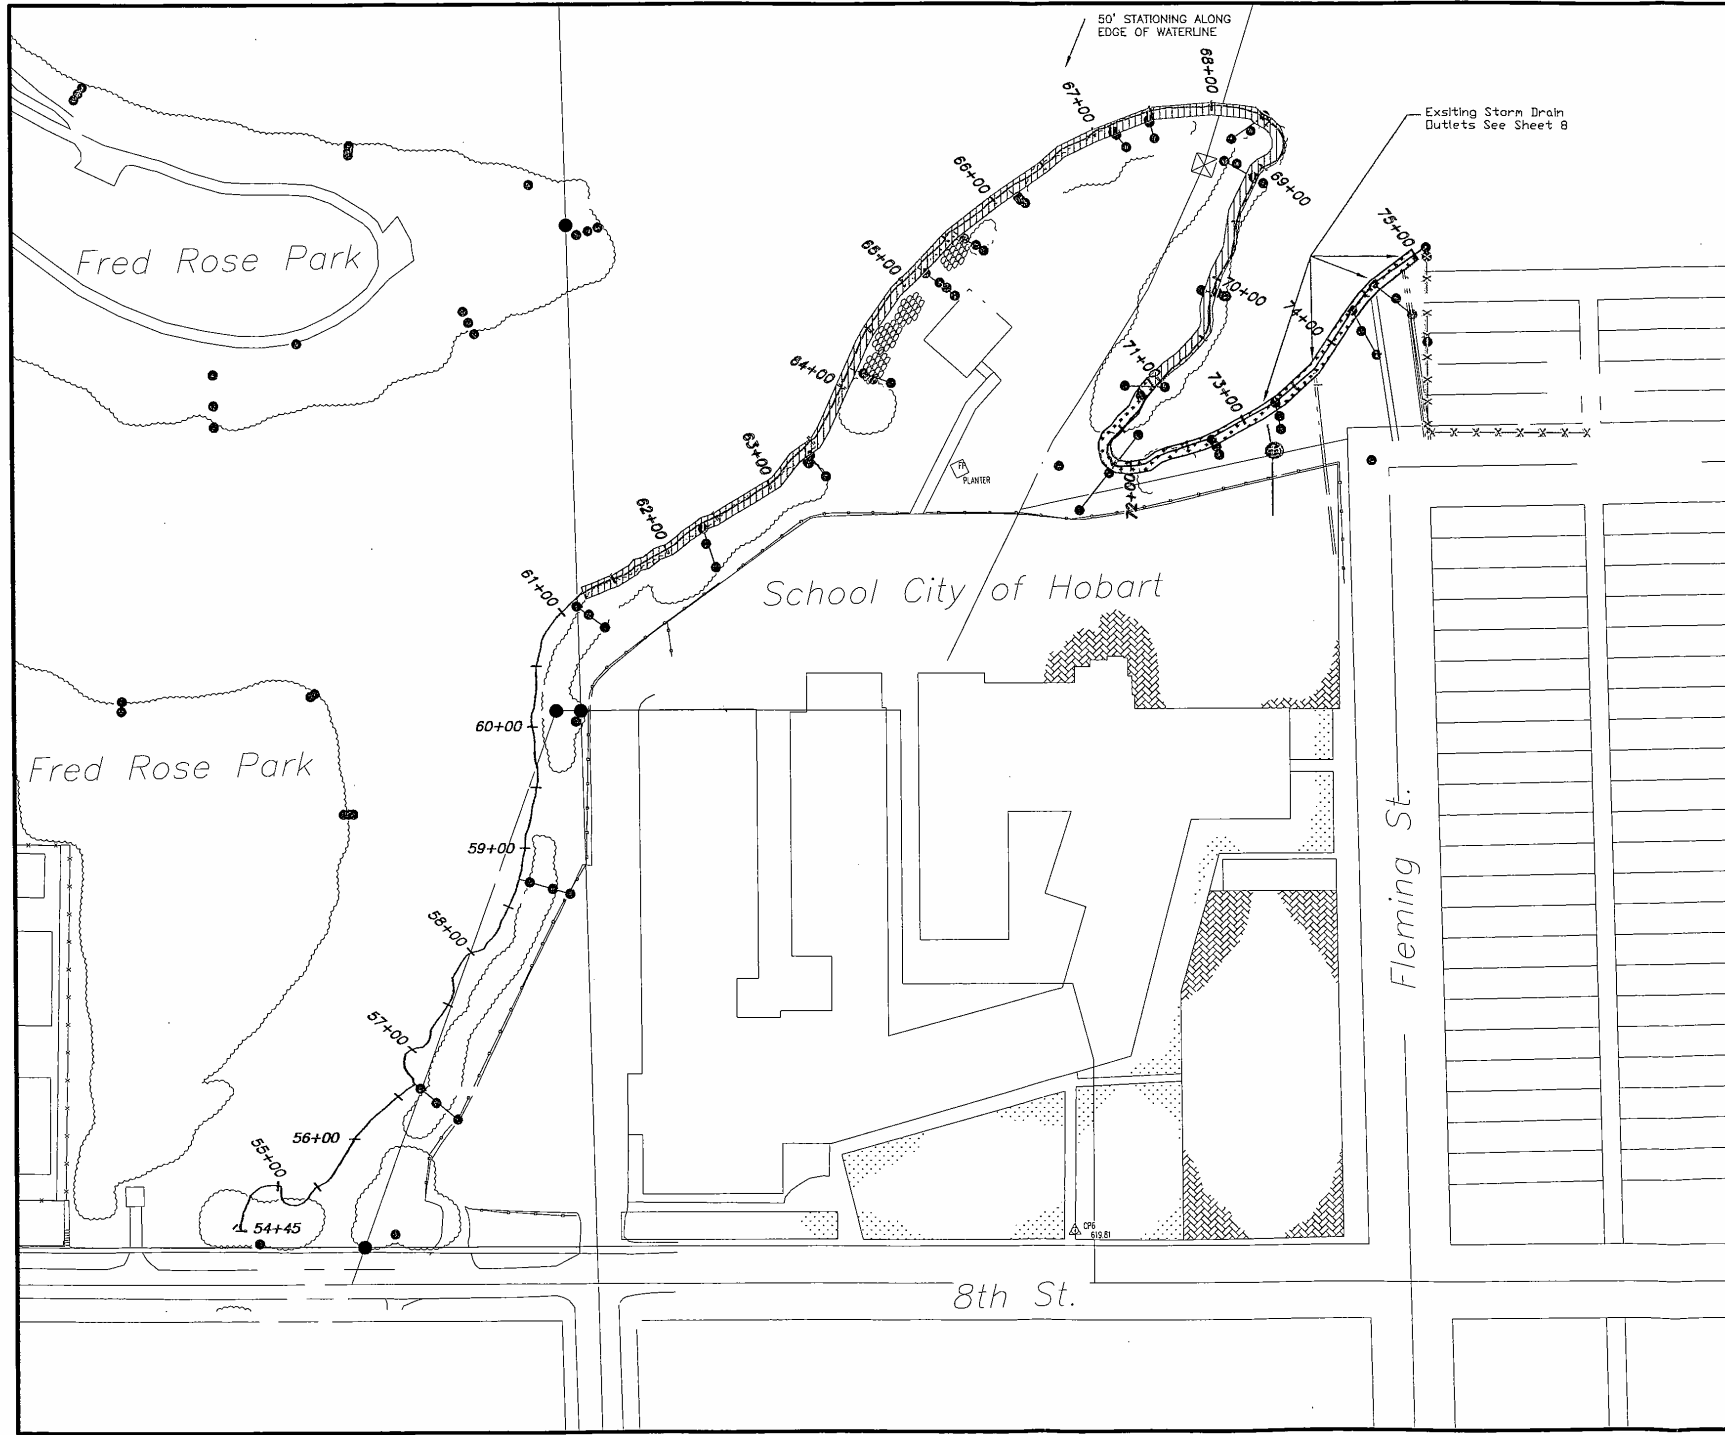 50' STATIONING ALONG
EDGE OF WATERLINE
68+00
67+00
Exsiting Storm Drain
Outlets See Sheet 8
66+00
69+00
75+00
Fred Rose Park
65+00
70+00
74+00
71+00
64+00
73+00
63+00
PLANTER
72+00
62+00
61+00
School City of Hobart
60+00
Fred Rose Park
59+00
Fleming St.
58+00
57+00
56+00
55+00
54+45
CP6
619.81
8th St.